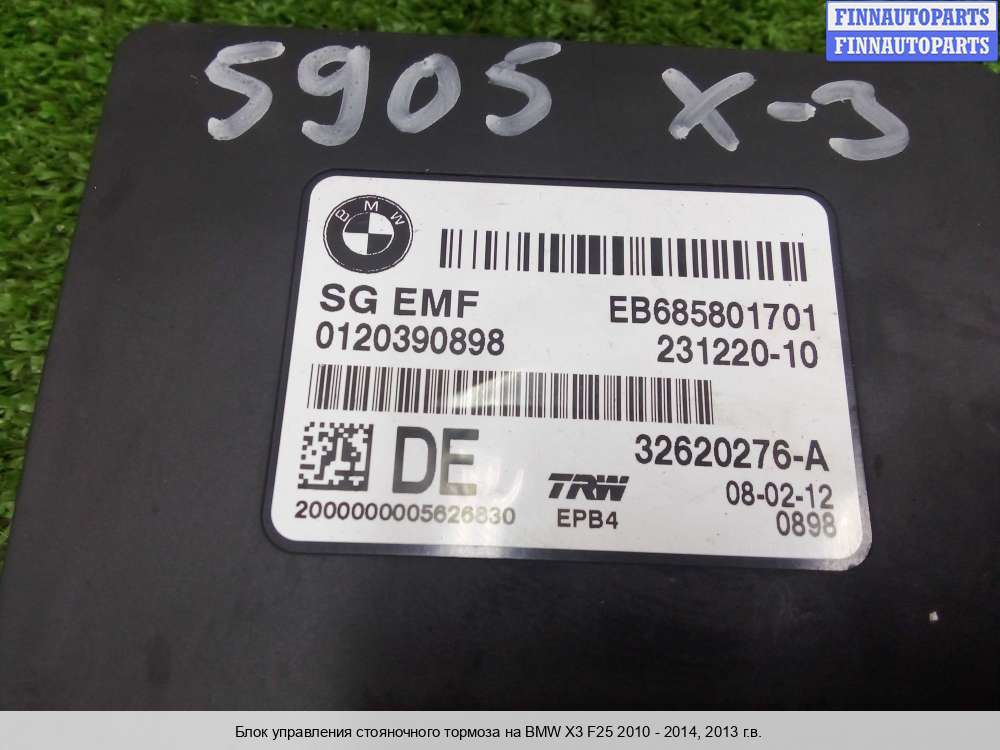 FINNAUTOPARTS
FINNAUTOPARTS
5905 X-3
BMW
SG EMF EB685801701
0120390898 231220-10
DE 32620276-A
TRW 08-02-12
2000000005626830 EPB4 0898
Блок управления стояночного тормоза на BMW X3 F25 2010 - 2014, 2013 г.в.